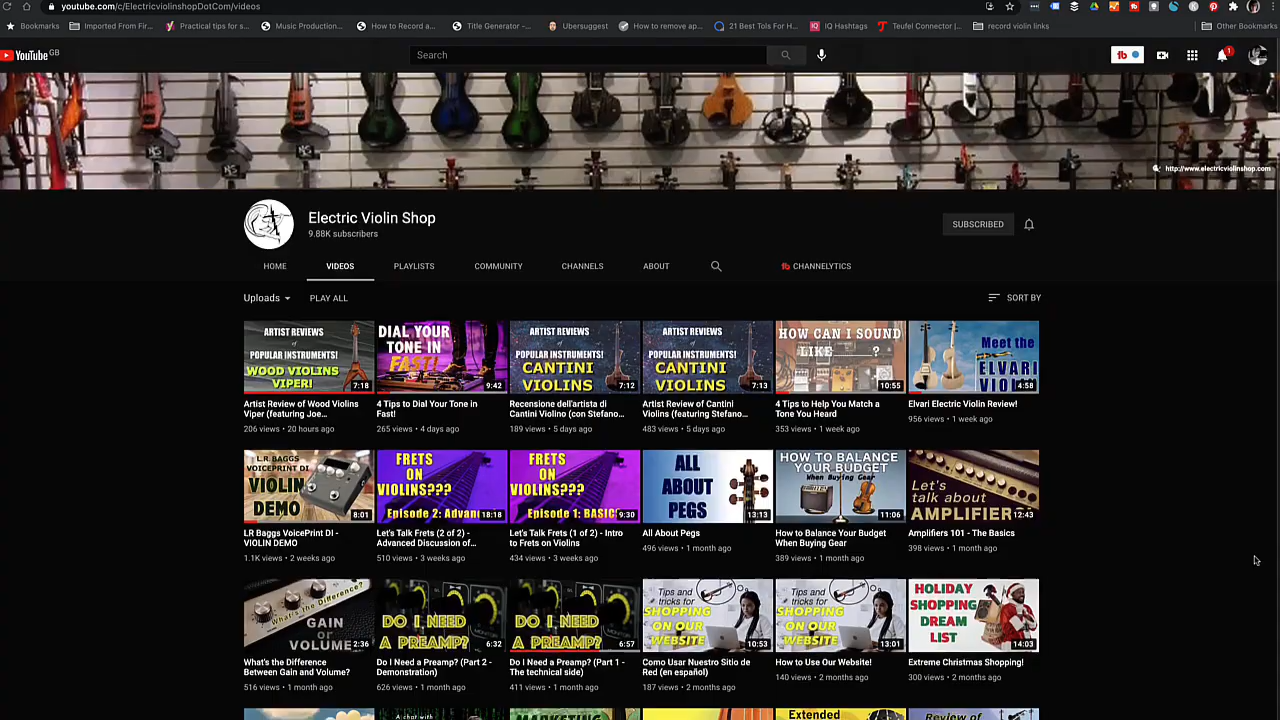 youtube.com/c/ElectricviolinshopDotCom/videos
Bookmarks
Imported From Fir...
Practical tips for s...
Music Production...
How to Record a...
Title Generator -...
Ubersuggest
How to remove ap...
21 Best Tols For H...
IQ Hashtags
Teufel Connector |...
record violin links
Other Bookmarks
YouTube GB
Search
1
http://www.electricviolinshop.com
Electric Violin Shop
9.88K subscribers
SUBSCRIBED
HOME
VIDEOS
PLAYLISTS
COMMUNITY
CHANNELS
ABOUT
CHANNELYTICS
Uploads
PLAY ALL
SORT BY
ARTIST REVIEWS
of
POPULAR INSTRUMENTS!
WOOD VIOLINS
VIPER!
7:18
DIAL YOUR
TONE IN
FAST!
9:42
ARTIST REVIEWS
of
POPULAR INSTRUMENTS!
CANTINI
VIOLINS
7:12
ARTIST REVIEWS
of
POPULAR INSTRUMENTS!
CANTINI
VIOLINS
7:13
HOW CAN I SOUND
LIKE ____?
10:55
Meet the
ELVARI
4:58
Artist Review of Wood Violins
Viper (featuring Joe...
206 views • 20 hours ago
4 Tips to Dial Your Tone in
Fast!
265 views • 4 days ago
Recensione dell'artista di
Cantini Violino (con Stefano...
189 views • 5 days ago
Artist Review of Cantini
Violins (featuring Stefano...
483 views • 5 days ago
4 Tips to Help You Match a
Tone You Heard
353 views • 1 week ago
Elvari Electric Violin Review!
956 views • 1 week ago
L.R. BAGGS
VOICEPRINT DI
VIOLIN
DEMO
8:01
FRETS
ON
VIOLINS???
Episode 2: Advan
18:18
FRETS
ON
VIOLINS???
Episode 1: BASIC
9:30
ALL
ABOUT
PEGS
13:13
HOW TO BALANCE
YOUR BUDGET
When Buying Gear
11:06
Let's
talk about
AMPLIFIER
12:43
LR Baggs VoicePrint DI -
VIOLIN DEMO
1.1K views • 2 weeks ago
Let's Talk Frets (2 of 2) -
Advanced Discussion of...
510 views • 3 weeks ago
Let's Talk Frets (1 of 2) - Intro
to Frets on Violins
434 views • 3 weeks ago
All About Pegs
496 views • 1 month ago
How to Balance Your Budget
When Buying Gear
389 views • 1 month ago
Amplifiers 101 - The Basics
398 views • 1 month ago
What's the Difference?
GAIN
or
VOLUME
2:36
DO I NEED
A PREAMP?
6:32
DO I NEED
A PREAMP?
6:57
Tips and
tricks for
SHOPPING
ON OUR
WEBSITE
10:53
Tips and
tricks for
SHOPPING
ON OUR
WEBSITE
13:01
HOLIDAY
SHOPPING
DREAM
LIST
14:03
What's the Difference
Between Gain and Volume?
516 views • 1 month ago
Do I Need a Preamp? (Part 2 -
Demonstration)
626 views • 1 month ago
Do I Need a Preamp? (Part 1 -
The technical side)
411 views • 1 month ago
Como Usar Nuestro Sitio de
Red (en español)
187 views • 2 months ago
How to Use Our Website!
140 views • 2 months ago
Extreme Christmas Shopping!
300 views • 2 months ago
A chat with
Extended
Review of